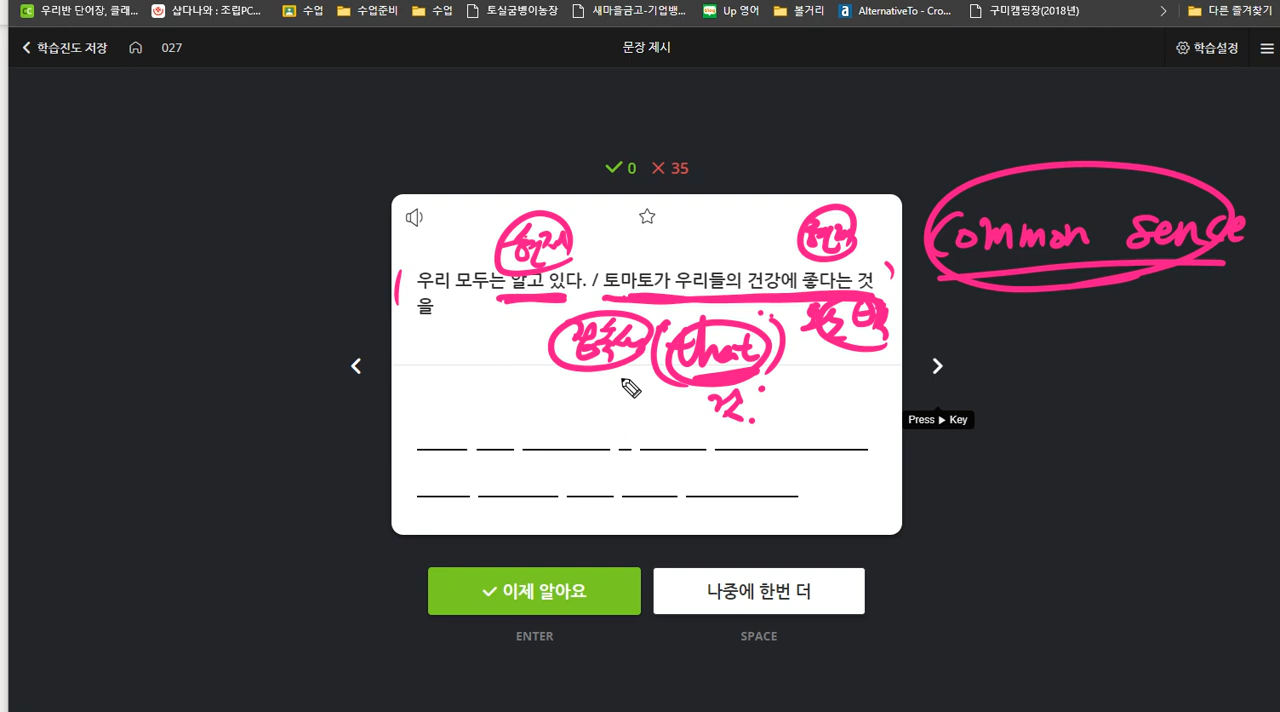 우리반 단어장, 클래... 샵다나와 : 조립PC... 수업 수업준비 수업 토실굼벵이농장 새마을금고-기업뱅... Up 영어 볼거리 AlternativeTo - Cro... 구미캠핑장(2018년) 다른 즐겨찾기
학습진도 저장 027 문장 제시 학습설정
0 35
현재 현재
Common Sense
우리 모두는 알고 있다. / 토마토가 우리들의 건강에 좋다는 것
을
접속사 (that)
것.
Press ▶ Key
이제 알아요 나중에 한번 더
ENTER SPACE